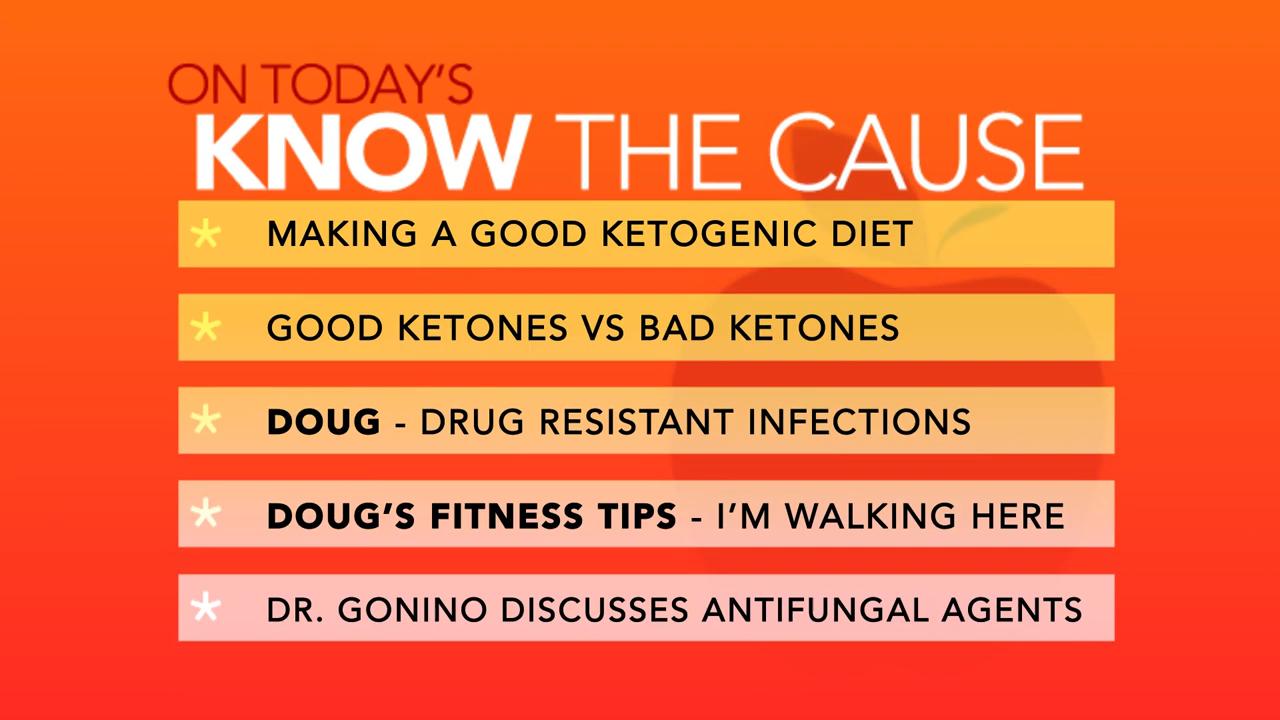 ON TODAY'S
KNOW THE CAUSE
* MAKING A GOOD KETOGENIC DIET
* GOOD KETONES VS BAD KETONES
* DOUG - DRUG RESISTANT INFECTIONS
* DOUG'S FITNESS TIPS - I'M WALKING HERE
* DR. GONINO DISCUSSES ANTIFUNGAL AGENTS